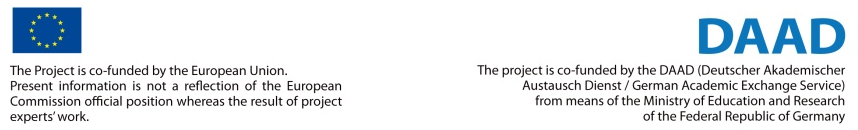 The Project is co-funded by the European Union.
Present information is not a reflection of the European
Commission official position whereas the result of project
experts' work.
DAAD
The project is co-funded by the DAAD (Deutscher Akademischer
Austausch Dienst / German Academic Exchange Service)
from means of the Ministry of Education and Research
of the Federal Republic of Germany